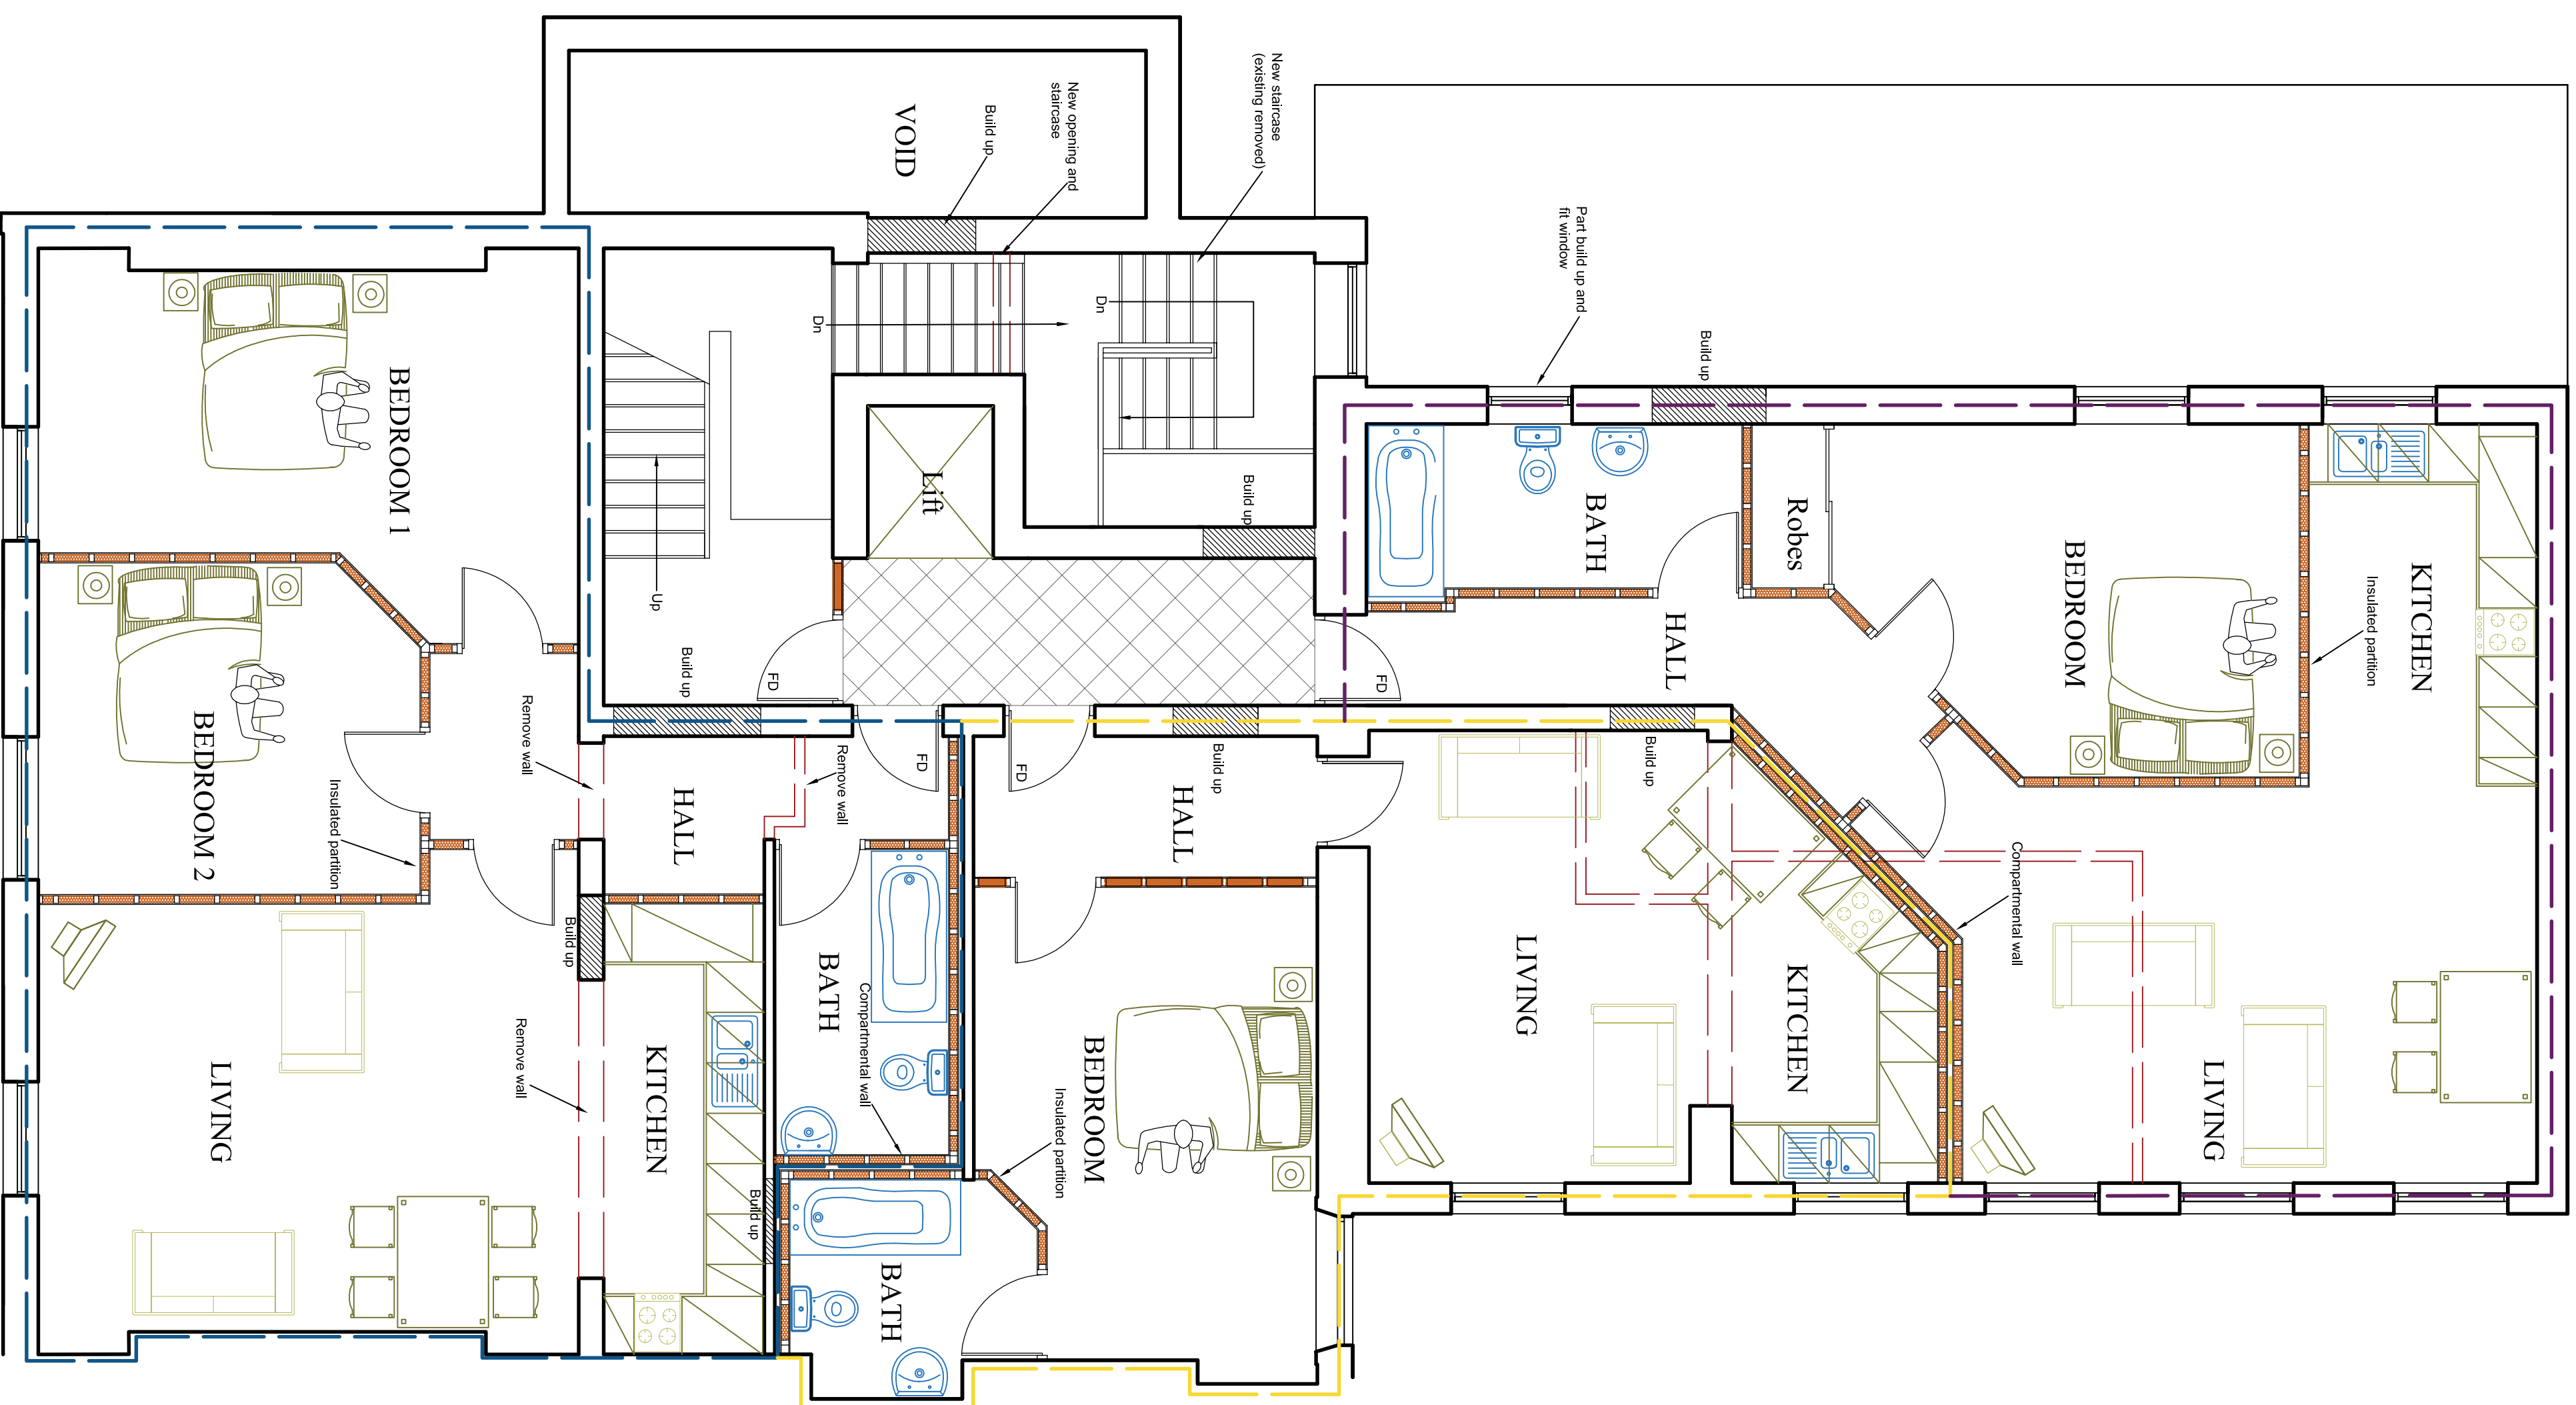 New staircase
(existing removed)
New opening and
staircase
Build up
VOID
Part build up and
fit window
Build up
Dn
Dn
BEDROOM 1
Lift
Build up
BATH
Robes
BEDROOM
KITCHEN
Insulated partition
Up
HALL
Build up
FD
FD
BEDROOM 2
Remove wall
Remove wall
FD
FD
Build up
Build up
Insulated partition
HALL
HALL
Compartmental wall
Build up
BATH
LIVING
KITCHEN
Compartmental wall
Remove wall
KITCHEN
LIVING
BEDROOM
Insulated partition
LIVING
Build up
BATH